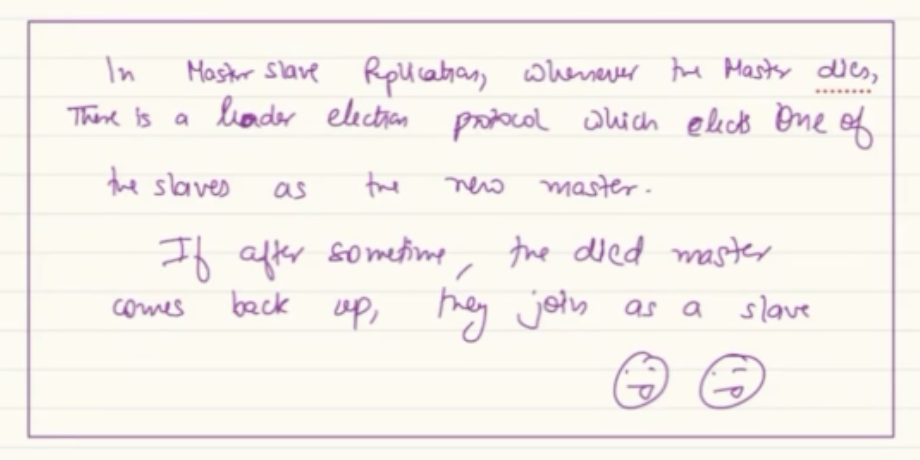 In Master slave Replication, whenever the Master dies,
There is a leader election protocol which elects One of
the slaves as the new master.
If after sometime, the died master
comes back up, they join as a slave